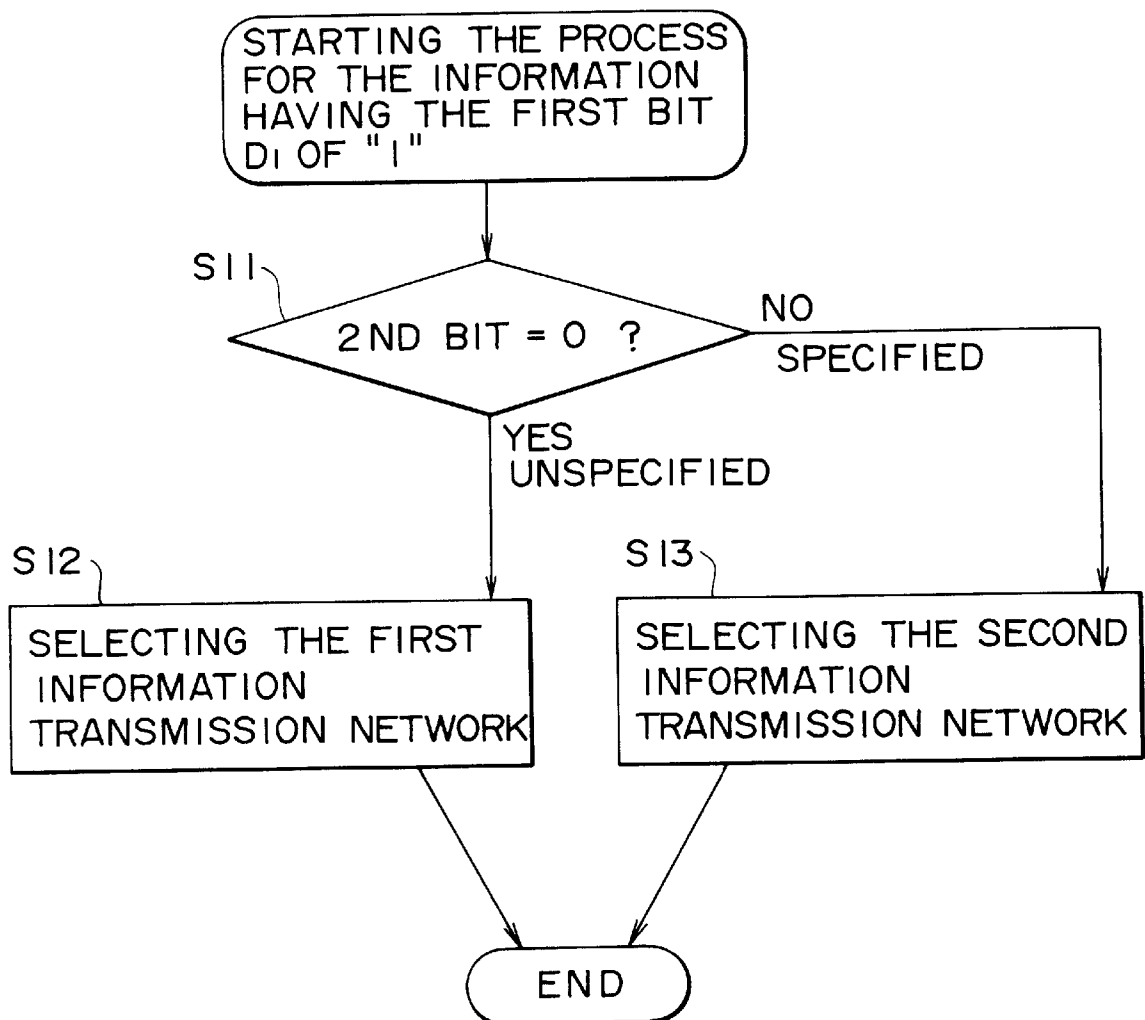 STARTING THE PROCESS
FOR THE INFORMATION
HAVING THE FIRST BIT
D1 OF "1"
S11
2ND BIT = 0 ?
NO
SPECIFIED
YES
UNSPECIFIED
S12
SELECTING THE FIRST
INFORMATION
TRANSMISSION NETWORK
S13
SELECTING THE SECOND
INFORMATION
TRANSMISSION NETWORK
END